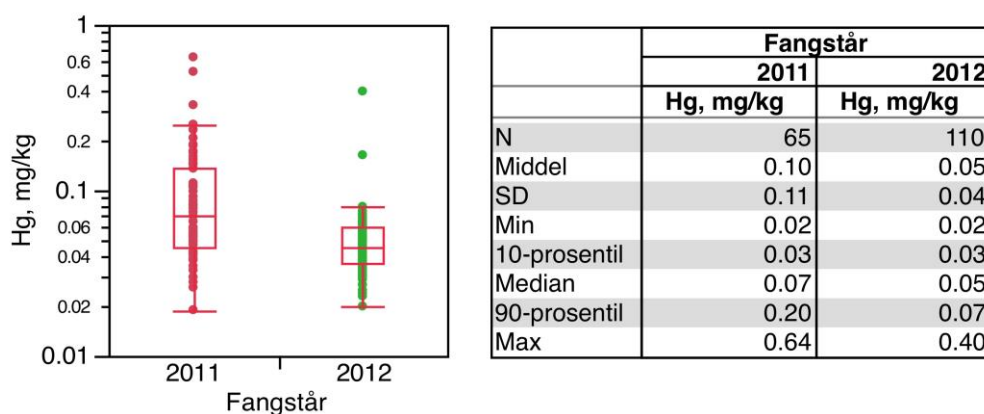 1
0.6
0.4
0.2
0.1
0.06
0.04
0.02
0.01
Hg, mg/kg
2011 2012
Fangstår
Fangstår
2011 2012
Hg, mg/kg Hg, mg/kg
N 65 110
Middel 0.10 0.05
SD 0.11 0.04
Min 0.02 0.02
10-prosentil 0.03 0.03
Median 0.07 0.05
90-prosentil 0.20 0.07
Max 0.64 0.40